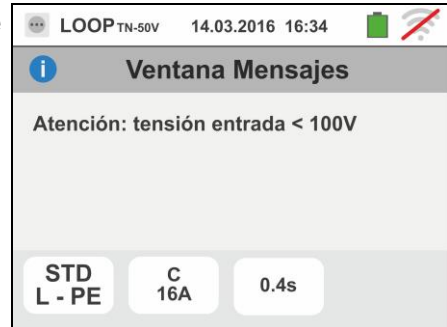 LOOP TN-50V 14.03.2016 16:34
i Ventana Mensajes
Atención: tensión entrada < 100V
STD
L - PE
C
16A
0.4s